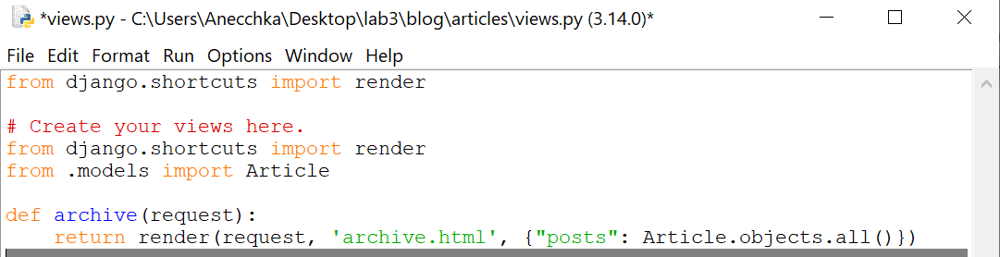 *views.py - C:\Users\Anecchka\Desktop\lab3\blog\articles\views.py (3.14.0)*
File Edit Format Run Options Window Help
from django.shortcuts import render
# Create your views here.
from django.shortcuts import render
from .models import Article
def archive(request):
    return render(request, 'archive.html', {"posts": Article.objects.all()})